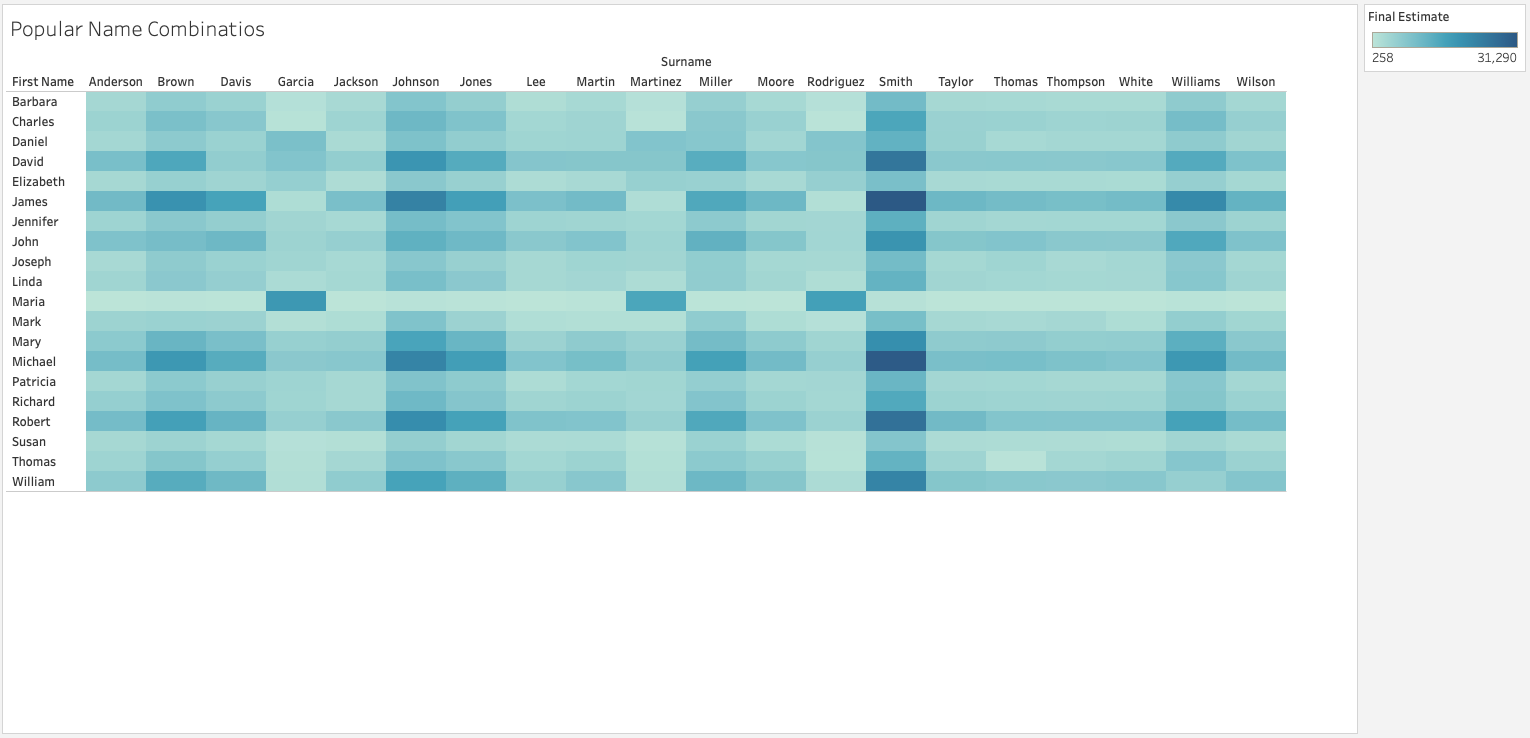 Popular Name Combinatios
Surname
First Name Anderson Brown Davis Garcia Jackson Johnson Jones Lee Martin Martinez Miller Moore Rodriguez Smith Taylor Thomas Thompson White Williams Wilson
Barbara
Charles
Daniel
David
Elizabeth
James
Jennifer
John
Joseph
Linda
Maria
Mark
Mary
Michael
Patricia
Richard
Robert
Susan
Thomas
William
Final Estimate
258 31,290